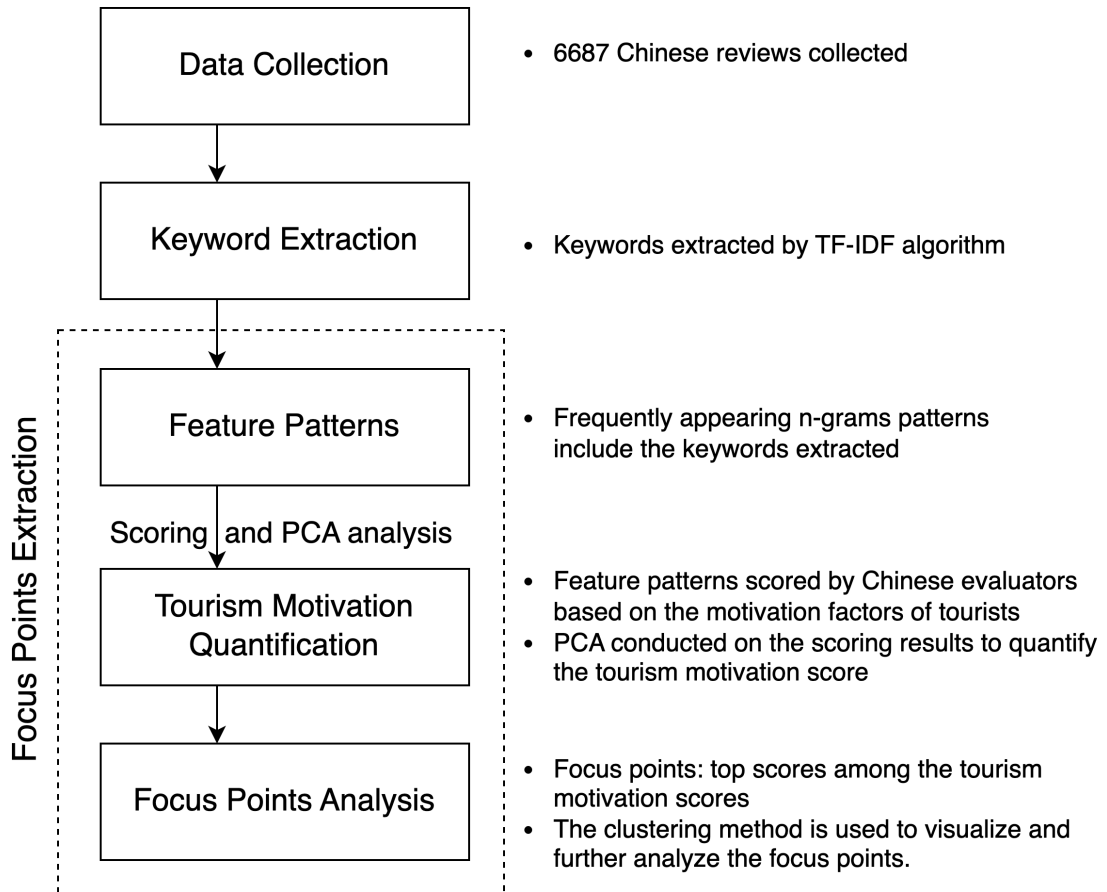 Data Collection
• 6687 Chinese reviews collected
Keyword Extraction
• Keywords extracted by TF-IDF algorithm
Focus Points Extraction
Feature Patterns
• Frequently appearing n-grams patterns
include the keywords extracted
Scoring and PCA analysis
Tourism Motivation
Quantification
• Feature patterns scored by Chinese evaluators
based on the motivation factors of tourists
• PCA conducted on the scoring results to quantify
the tourism motivation score
Focus Points Analysis
• Focus points: top scores among the tourism
motivation scores
• The clustering method is used to visualize and
further analyze the focus points.